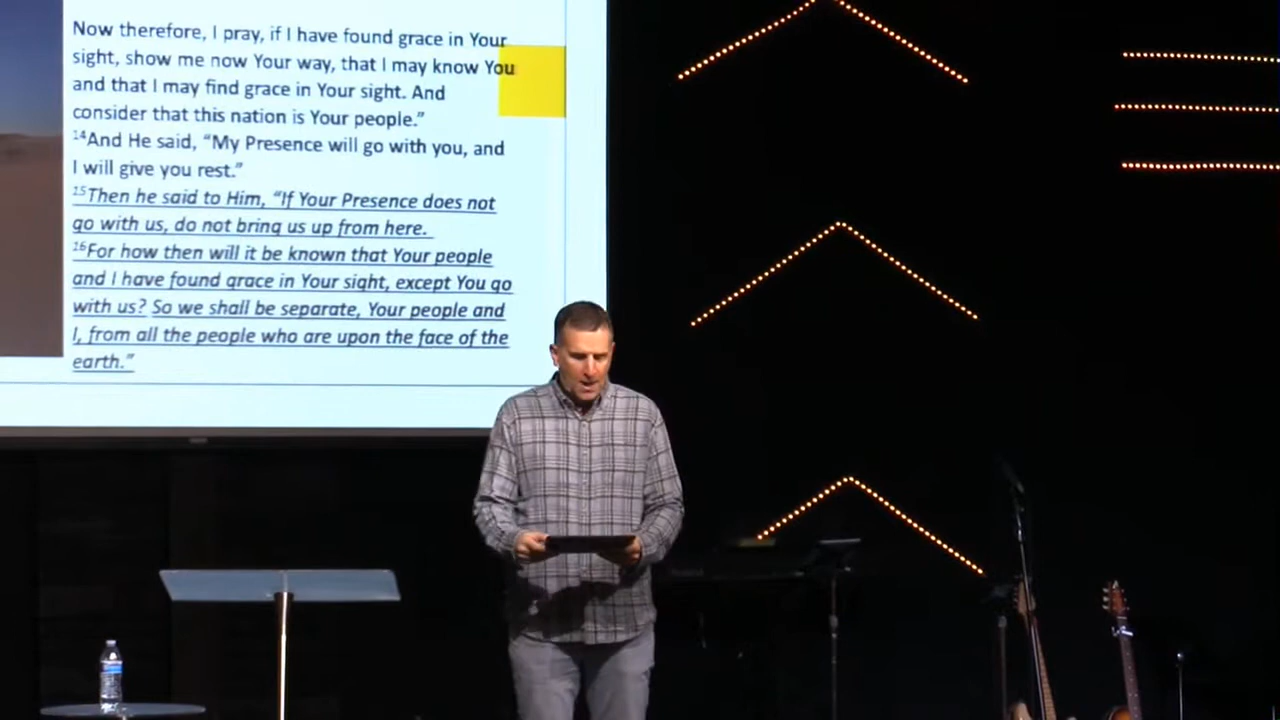 Now therefore, I pray, if I have found grace in Your
sight, show me now Your way, that I may know You
and that I may find grace in Your sight. And
consider that this nation is Your people.”
¹⁴And He said, “My Presence will go with you, and
I will give you rest.”
¹⁵Then he said to Him, “If Your Presence does not
go with us, do not bring us up from here.
¹⁶For how then will it be known that Your people
and I have found grace in Your sight, except You go
with us? So we shall be separate, Your people and
I, from all the people who are upon the face of the
earth.”